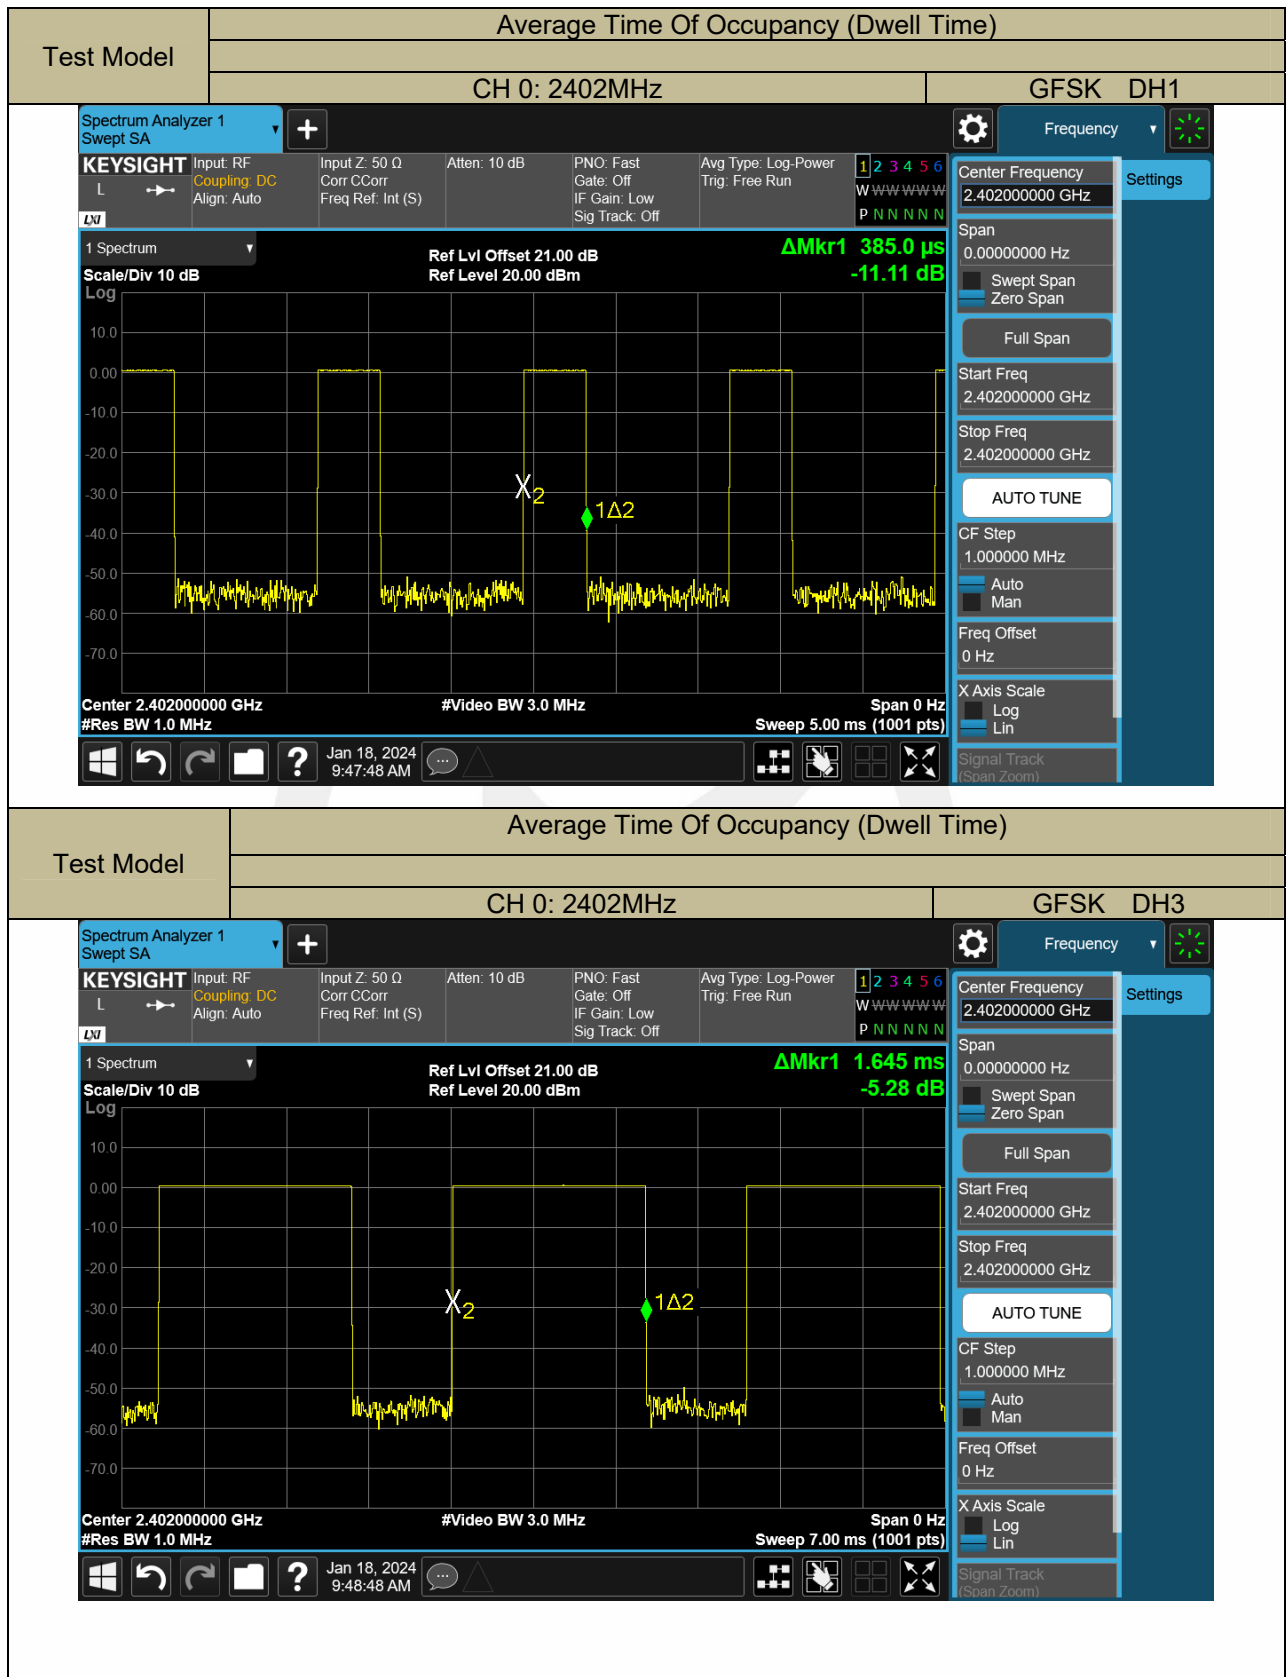 Test Model
Average Time Of Occupancy (Dwell Time)
CH 0: 2402MHz
GFSK DH1
Spectrum Analyzer 1
Swept SA
Frequency
KEYSIGHT
L
LXI
Input: RF
Coupling: DC
Align: Auto
Input Z: 50 Ω
Corr CCorr
Freq Ref: Int (S)
Atten: 10 dB
PNO: Fast
Gate: Off
IF Gain: Low
Sig Track: Off
Avg Type: Log-Power
Trig: Free Run
1 2 3 4 5 6
W W W W W W
P N N N N N
1 Spectrum
Scale/Div 10 dB
Ref Lvl Offset 21.00 dB
Ref Level 20.00 dBm
ΔMkr1 385.0 µs
-11.11 dB
Log
10.0
0.00
-10.0
-20.0
-30.0
-40.0
-50.0
-60.0
-70.0
X2
1Δ2
Center 2.402000000 GHz
#Res BW 1.0 MHz
#Video BW 3.0 MHz
Span 0 Hz
Sweep 5.00 ms (1001 pts)
Center Frequency
2.402000000 GHz
Settings
Span
0.00000000 Hz
Swept Span
Zero Span
Full Span
Start Freq
2.402000000 GHz
Stop Freq
2.402000000 GHz
AUTO TUNE
CF Step
1.000000 MHz
Auto
Man
Freq Offset
0 Hz
X Axis Scale
Log
Lin
Signal Track
(Span Zoom)
?
Jan 18, 2024
9:47:48 AM
Test Model
Average Time Of Occupancy (Dwell Time)
CH 0: 2402MHz
GFSK DH3
Spectrum Analyzer 1
Swept SA
Frequency
KEYSIGHT
L
LXI
Input: RF
Coupling: DC
Align: Auto
Input Z: 50 Ω
Corr CCorr
Freq Ref: Int (S)
Atten: 10 dB
PNO: Fast
Gate: Off
IF Gain: Low
Sig Track: Off
Avg Type: Log-Power
Trig: Free Run
1 2 3 4 5 6
W W W W W W
P N N N N N
1 Spectrum
Scale/Div 10 dB
Ref Lvl Offset 21.00 dB
Ref Level 20.00 dBm
ΔMkr1 1.645 ms
-5.28 dB
Log
10.0
0.00
-10.0
-20.0
-30.0
-40.0
-50.0
-60.0
-70.0
X2
1Δ2
Center 2.402000000 GHz
#Res BW 1.0 MHz
#Video BW 3.0 MHz
Span 0 Hz
Sweep 7.00 ms (1001 pts)
Center Frequency
2.402000000 GHz
Settings
Span
0.00000000 Hz
Swept Span
Zero Span
Full Span
Start Freq
2.402000000 GHz
Stop Freq
2.402000000 GHz
AUTO TUNE
CF Step
1.000000 MHz
Auto
Man
Freq Offset
0 Hz
X Axis Scale
Log
Lin
Signal Track
(Span Zoom)
?
Jan 18, 2024
9:48:48 AM